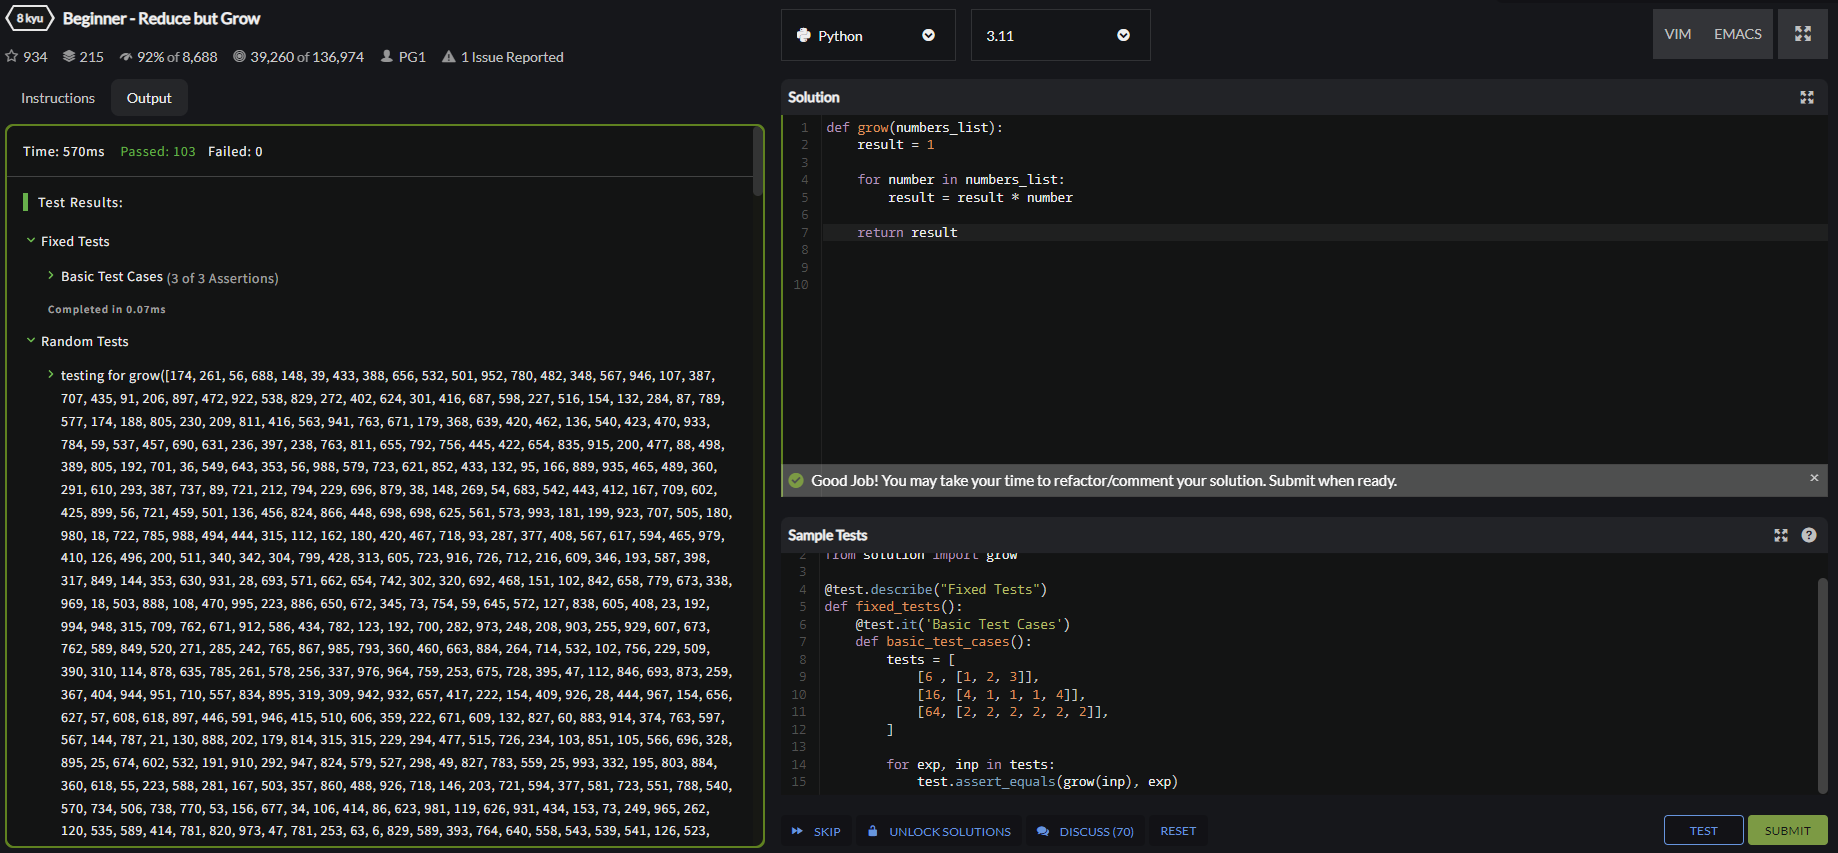 8 kyu Beginner - Reduce but Grow
934 215 92% of 8,688 39,260 of 136,974 PG1 1 Issue Reported
Instructions Output
Time: 570ms Passed: 103 Failed: 0
Test Results:
Fixed Tests
Basic Test Cases (3 of 3 Assertions)
Completed in 0.07ms
Random Tests
testing for grow([174, 261, 56, 688, 148, 39, 433, 388, 656, 532, 501, 952, 780, 482, 348, 567, 946, 107, 387,
707, 435, 91, 206, 897, 472, 922, 538, 829, 272, 402, 624, 301, 416, 687, 598, 227, 516, 154, 132, 284, 87, 789,
577, 174, 188, 805, 230, 209, 811, 416, 563, 941, 763, 671, 179, 368, 639, 420, 462, 136, 540, 423, 470, 933,
784, 59, 537, 457, 690, 631, 236, 397, 238, 763, 811, 655, 792, 756, 445, 422, 654, 835, 915, 200, 477, 88, 498,
389, 805, 192, 701, 36, 549, 643, 353, 56, 988, 579, 723, 621, 852, 433, 132, 95, 166, 889, 935, 465, 489, 360,
291, 610, 293, 387, 737, 89, 721, 212, 794, 229, 696, 879, 38, 148, 269, 54, 683, 542, 443, 412, 167, 709, 602,
425, 899, 56, 721, 459, 501, 136, 456, 824, 866, 448, 698, 698, 625, 561, 573, 993, 181, 199, 923, 707, 505, 180,
980, 18, 722, 785, 988, 494, 444, 315, 112, 162, 180, 420, 467, 718, 93, 287, 377, 408, 567, 617, 594, 465, 979,
410, 126, 496, 200, 511, 340, 342, 304, 799, 428, 313, 605, 723, 916, 726, 712, 216, 609, 346, 193, 587, 398,
317, 849, 144, 353, 630, 931, 28, 693, 571, 662, 654, 742, 302, 320, 692, 468, 151, 102, 842, 658, 779, 673, 338,
969, 18, 503, 888, 108, 470, 995, 223, 886, 650, 672, 345, 73, 754, 59, 645, 572, 127, 838, 605, 408, 23, 192,
994, 948, 315, 709, 762, 671, 912, 586, 434, 782, 123, 192, 700, 282, 973, 248, 208, 903, 255, 929, 607, 673,
762, 589, 849, 520, 271, 285, 242, 765, 867, 985, 793, 360, 460, 663, 884, 264, 714, 532, 102, 756, 229, 509,
390, 310, 114, 878, 635, 785, 261, 578, 256, 337, 976, 964, 759, 253, 675, 728, 395, 47, 112, 846, 693, 873, 259,
367, 404, 944, 951, 710, 557, 834, 895, 319, 309, 942, 932, 657, 417, 222, 154, 409, 926, 28, 444, 967, 154, 656,
627, 57, 608, 618, 897, 446, 591, 946, 415, 510, 606, 359, 222, 671, 609, 132, 827, 60, 883, 914, 374, 763, 597,
567, 144, 787, 21, 130, 888, 202, 179, 814, 315, 315, 229, 294, 477, 515, 726, 234, 103, 851, 105, 566, 696, 328,
895, 25, 674, 602, 532, 191, 910, 292, 947, 824, 579, 527, 298, 49, 827, 783, 559, 25, 993, 332, 195, 803, 884,
360, 618, 55, 223, 588, 281, 167, 503, 357, 860, 488, 926, 718, 146, 203, 721, 594, 377, 581, 723, 551, 788, 540,
570, 734, 506, 738, 770, 53, 156, 677, 34, 106, 414, 86, 623, 981, 119, 626, 931, 434, 153, 73, 249, 965, 262,
120, 535, 589, 414, 781, 820, 973, 47, 781, 253, 63, 6, 829, 589, 393, 764, 640, 558, 543, 539, 541, 126, 523,
Python 3.11 VIM EMACS
Solution
1 def grow(numbers_list):
2 result = 1
3
4 for number in numbers_list:
5 result = result * number
6
7 return result
8
9
10
Good Job! You may take your time to refactor/comment your solution. Submit when ready. ×
Sample Tests
2 from solution import grow
3
4 @test.describe("Fixed Tests")
5 def fixed_tests():
6 @test.it('Basic Test Cases')
7 def basic_test_cases():
8 tests = [
9 [6 , [1, 2, 3]],
10 [16, [4, 1, 1, 1, 4]],
11 [64, [2, 2, 2, 2, 2, 2]],
12 ]
13
14 for exp, inp in tests:
15 test.assert_equals(grow(inp), exp)
SKIP UNLOCK SOLUTIONS DISCUSS (70) RESET TEST SUBMIT